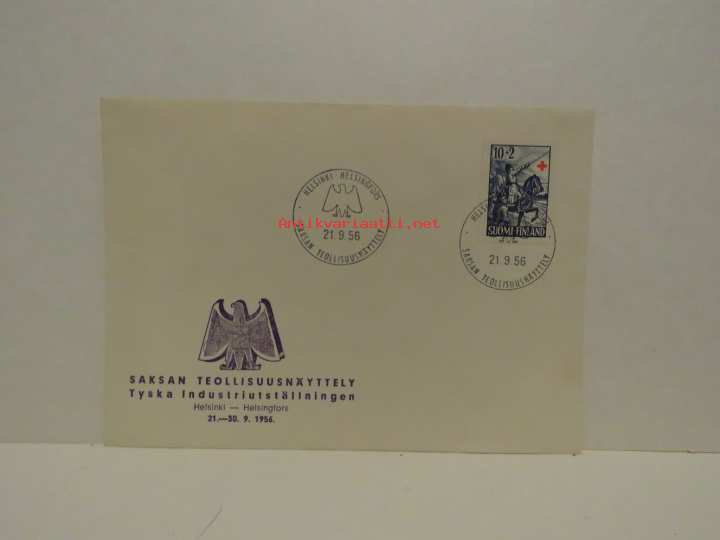 10+2
SUOMI-FINLAND
HELSINKI - HELSINGFORS
21.9.56
SAKSAN TEOLLISUUSNÄYTTELY
HELSI
21.9.56
SAKSAN TEOLLISUUSNÄYTTELY
Antikvariaatti.net
SAKSAN TEOLLISUUSNÄYTTELY
Tyska Industriutställningen
Helsinki — Helsingfors
21.—30. 9. 1956.